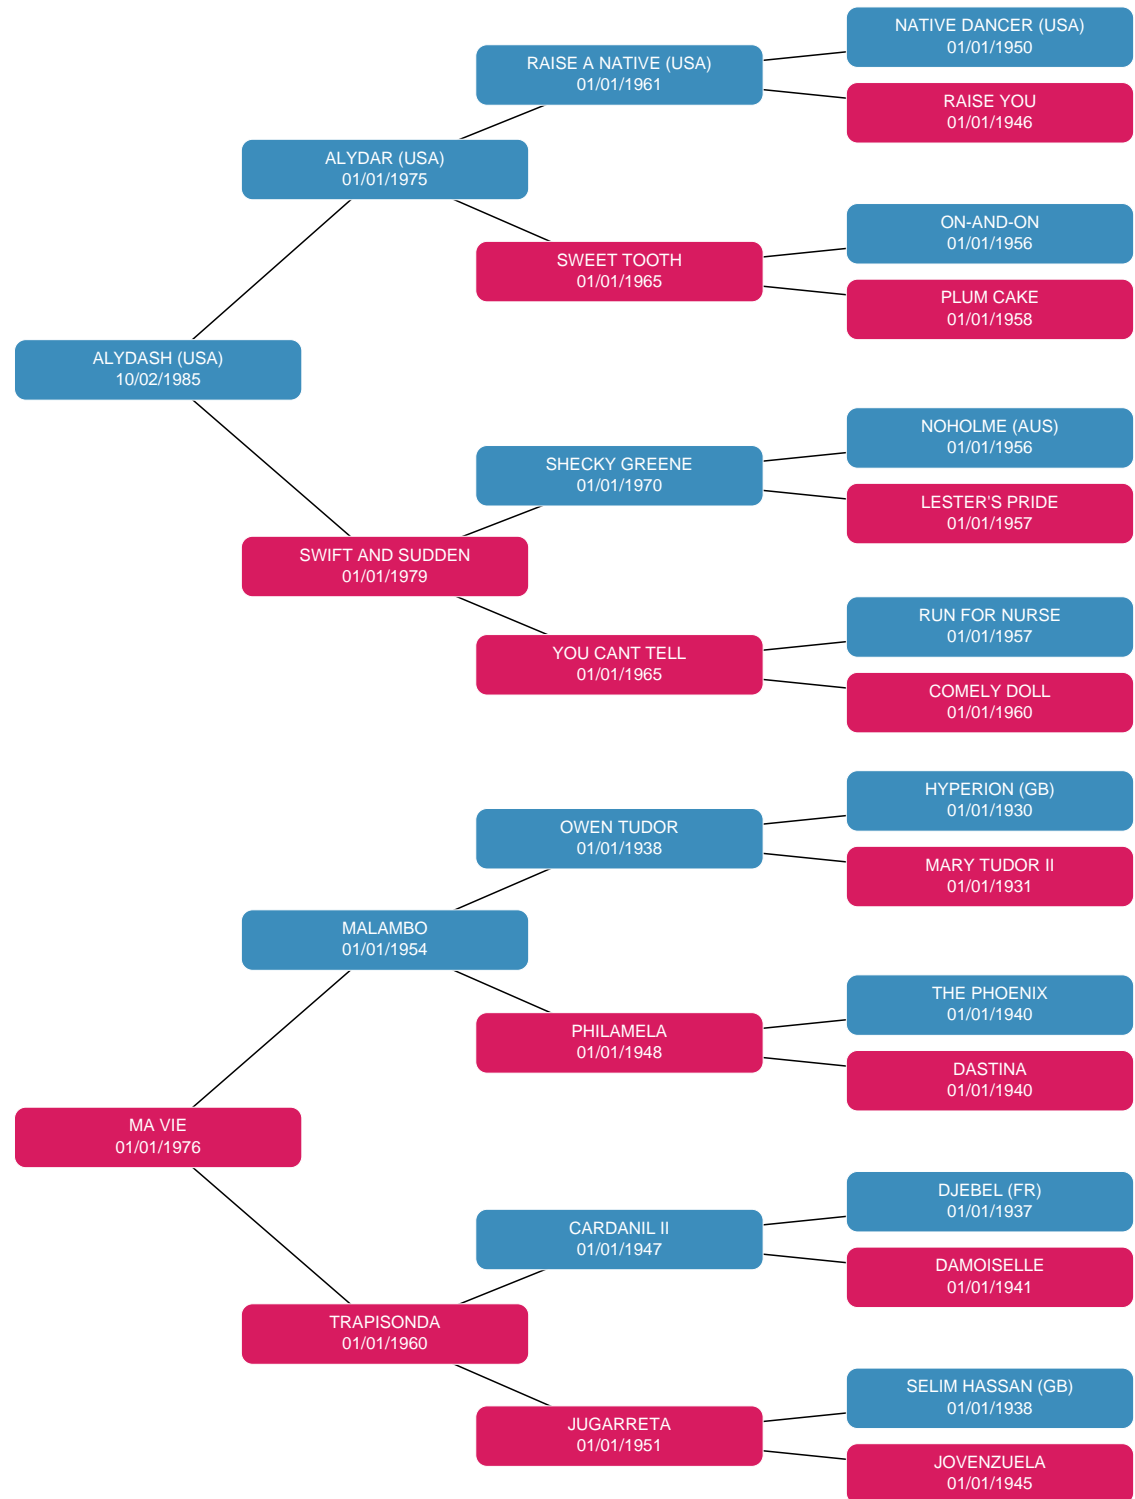 NATIVE DANCER (USA)
01/01/1950
RAISE A NATIVE (USA)
01/01/1961
RAISE YOU
01/01/1946
ALYDAR (USA)
01/01/1975
ON-AND-ON
01/01/1956
SWEET TOOTH
01/01/1965
PLUM CAKE
01/01/1958
ALYDASH (USA)
10/02/1985
NOHOLME (AUS)
01/01/1956
SHECKY GREENE
01/01/1970
LESTER'S PRIDE
01/01/1957
SWIFT AND SUDDEN
01/01/1979
RUN FOR NURSE
01/01/1957
YOU CANT TELL
01/01/1965
COMELY DOLL
01/01/1960
HYPERION (GB)
01/01/1930
OWEN TUDOR
01/01/1938
MARY TUDOR II
01/01/1931
MALAMBO
01/01/1954
THE PHOENIX
01/01/1940
PHILAMELA
01/01/1948
DASTINA
01/01/1940
MA VIE
01/01/1976
DJEBEL (FR)
01/01/1937
CARDANIL II
01/01/1947
DAMOISELLE
01/01/1941
TRAPISONDA
01/01/1960
SELIM HASSAN (GB)
01/01/1938
JUGARRETA
01/01/1951
JOVENZUELA
01/01/1945